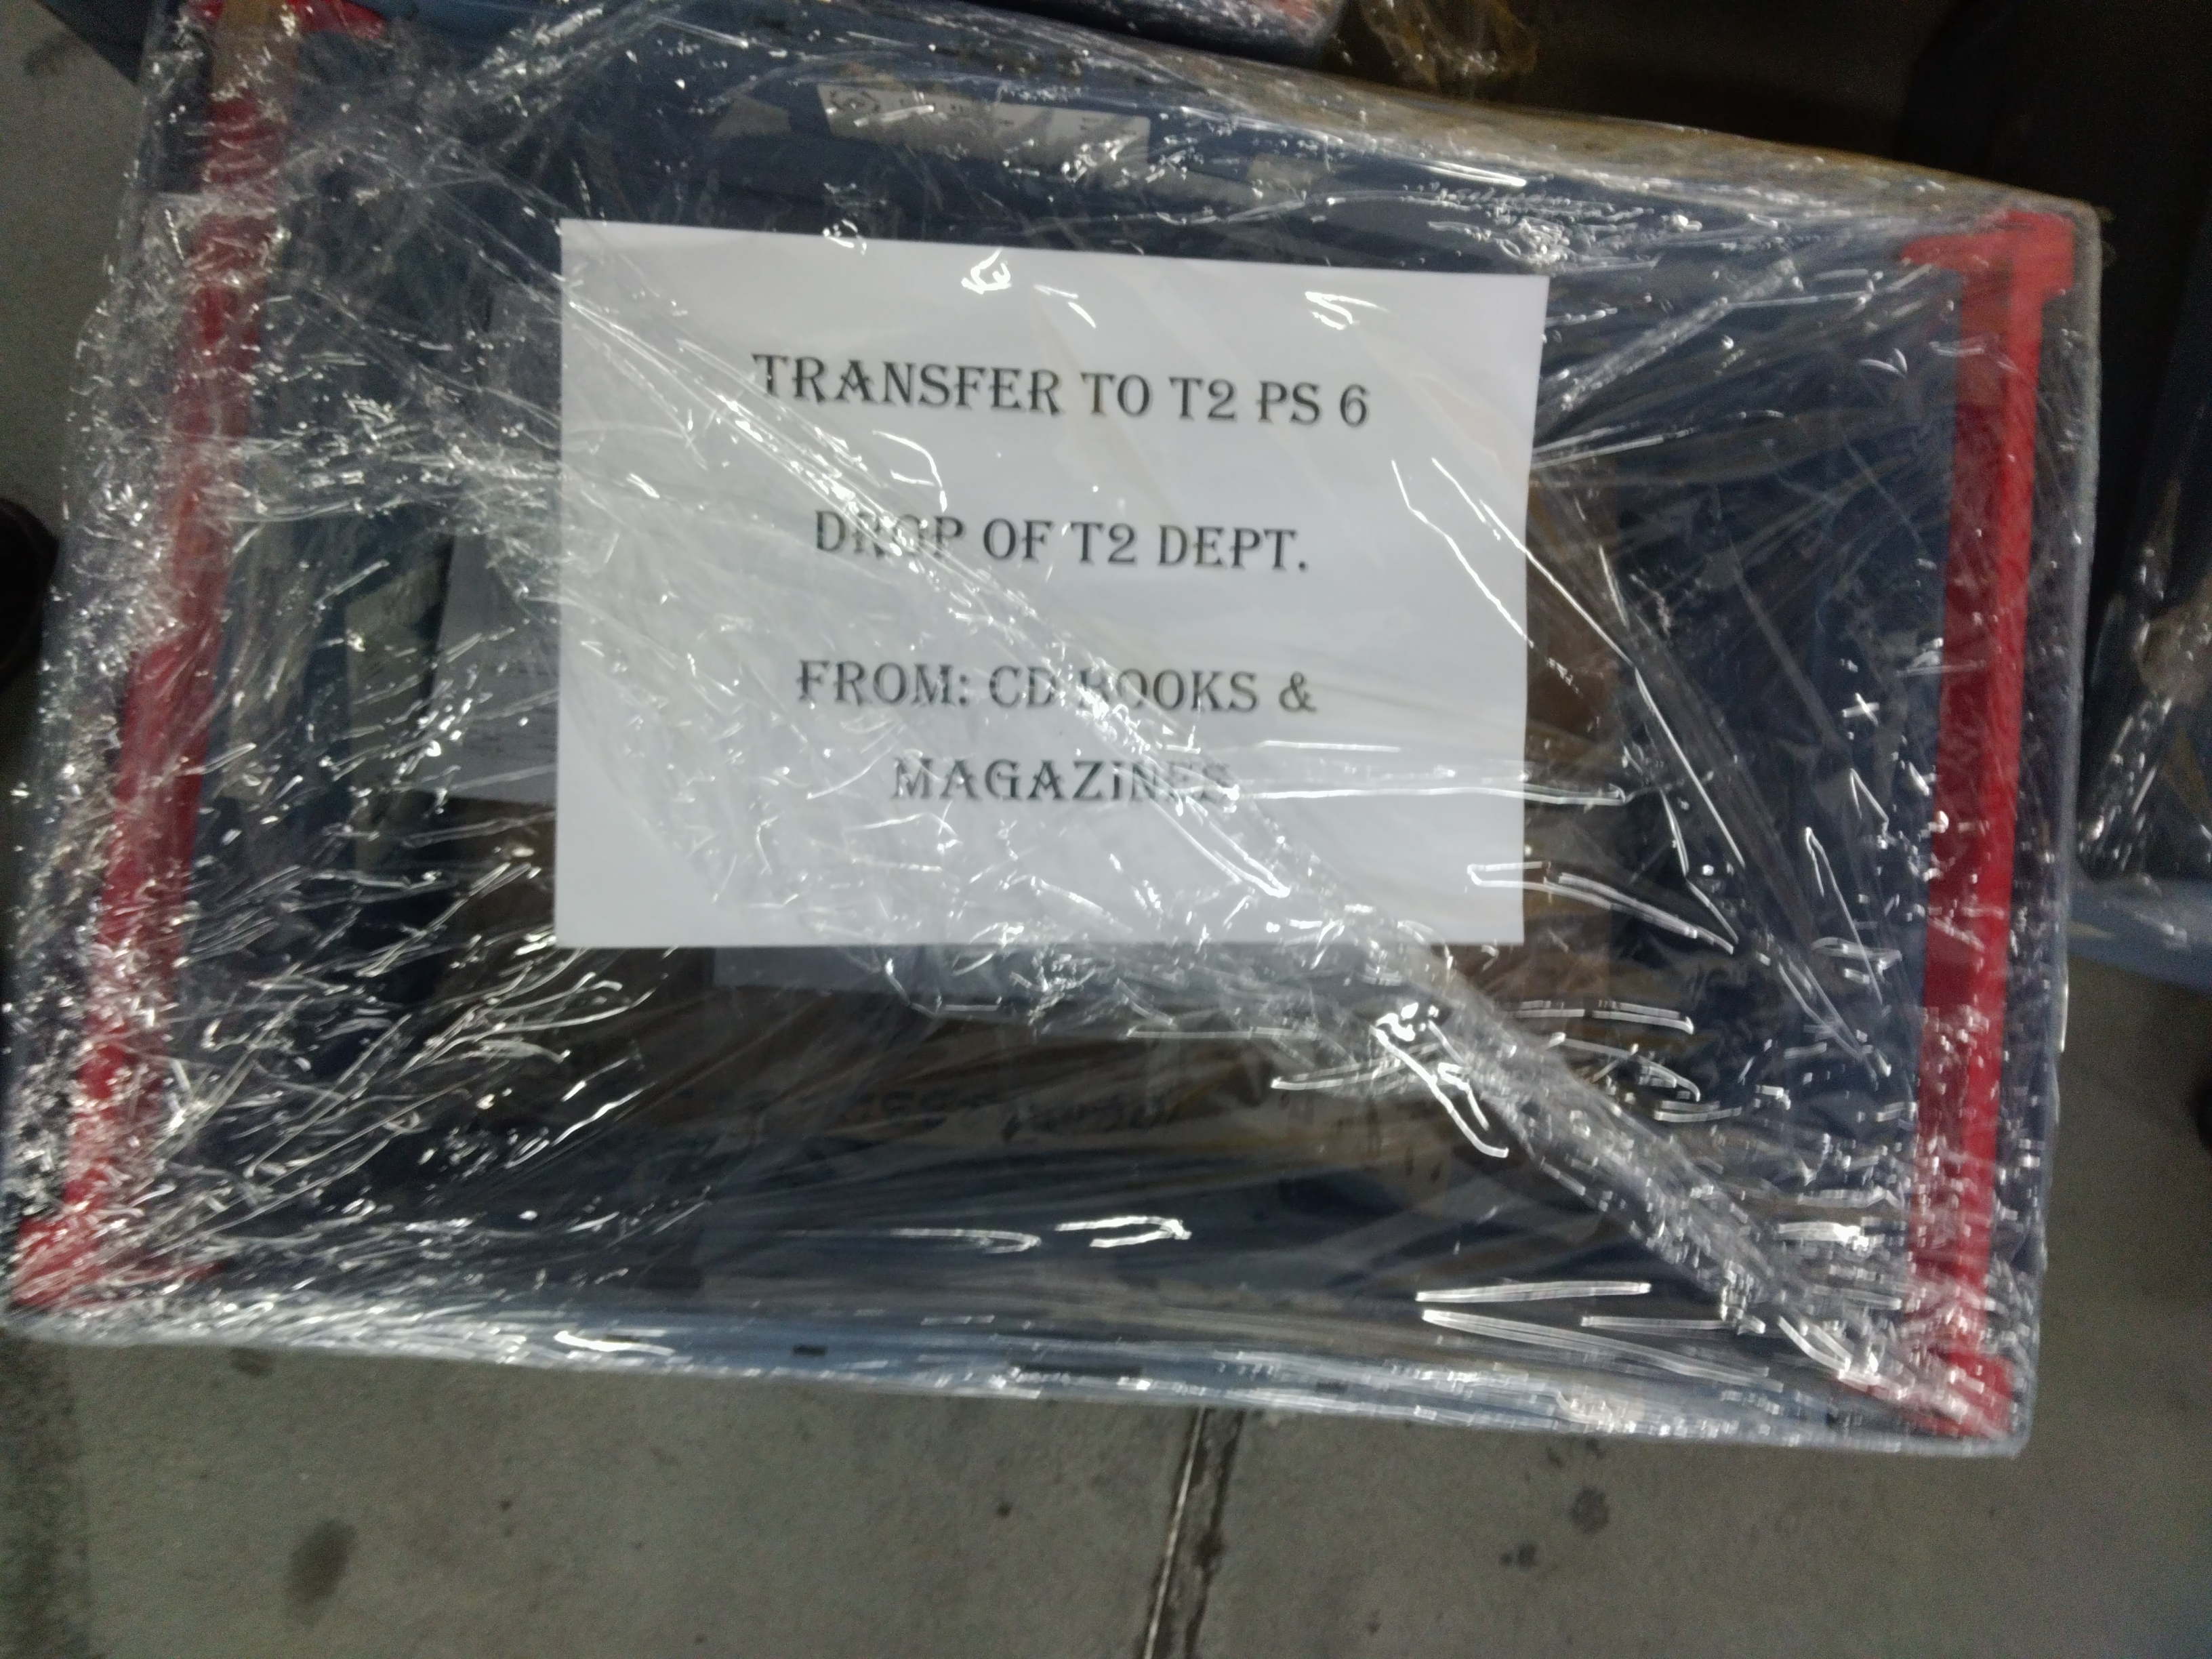 TRANSFER TO T2 PS 6
DROP OF T2 DEPT.
FROM: CD BOOKS &
MAGAZINES